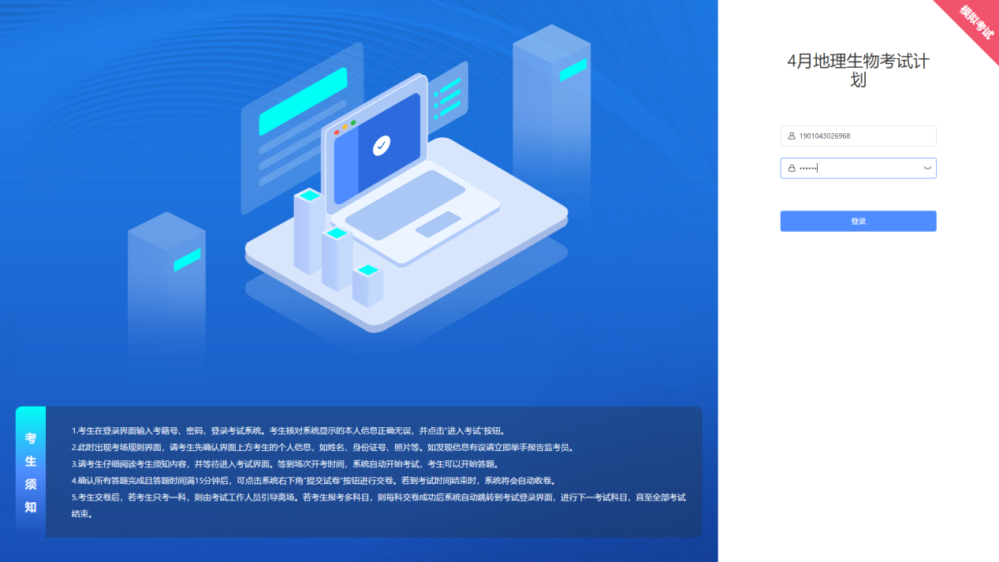 模拟考试
4月地理生物考试计
划
1901043026968
••••••
登录
考
生
须
知
1.考生在登录界面输入考籍号、密码，登录考试系统。考生核对系统显示的本人信息正确无误，并点击“进入考试”按钮。
2.此时出现考场规则界面，请考生先确认界面上方考生的个人信息，如姓名、身份证号、照片等。如发现信息有误请立即举手报告监考员。
3.请考生仔细阅读考生须知内容，并等待进入考试界面。等到场次开考时间，系统自动开始考试，考生可以开始答题。
4.确认所有答题完成且答题时间满15分钟后，可点击系统右下角“提交试卷”按钮进行交卷。若到考试时间结束时，系统将会自动收卷。
5.考生交卷后，若考生只考一科，则由考试工作人员引导离场。若考生报考多科目，则每科交卷成功后系统自动跳转到考试登录界面，进行下一考试科目，直至全部考试
结束。